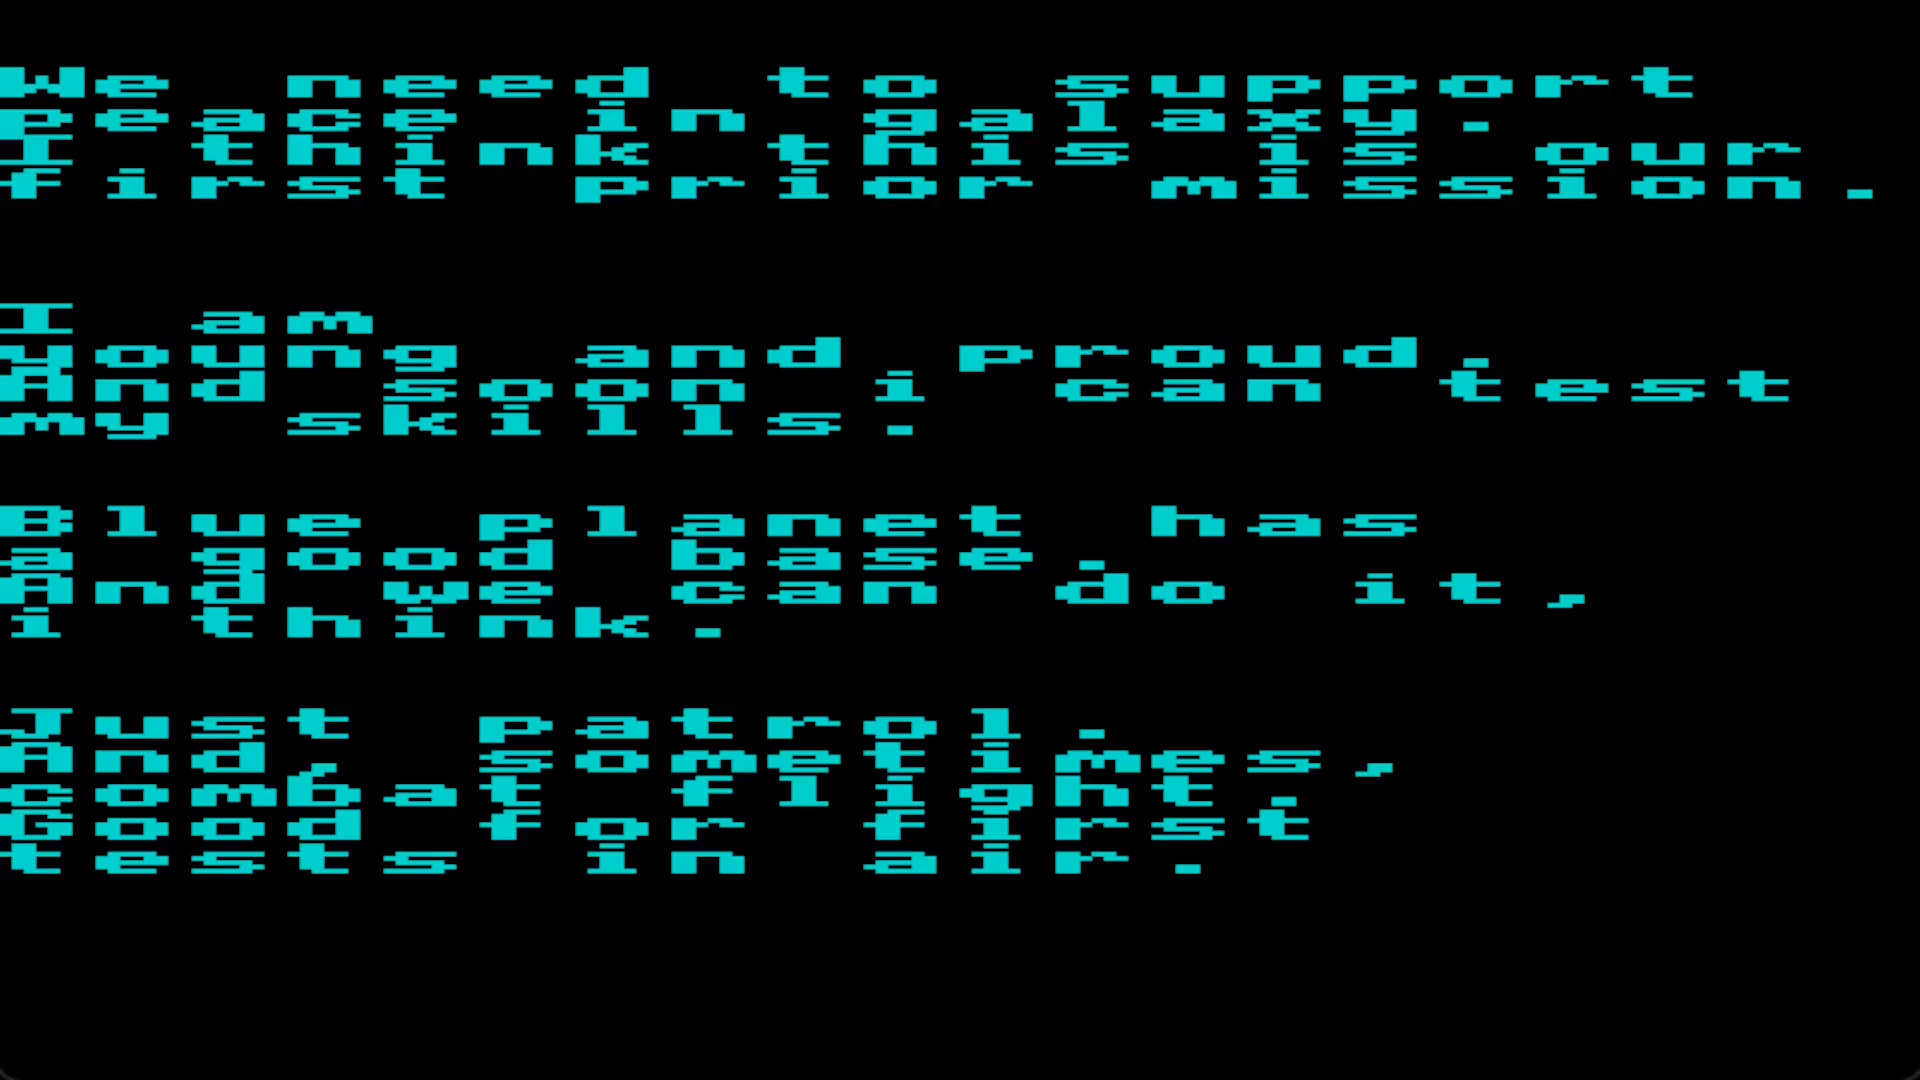 We need to support
peace in galaxy.
I think this is our
first prior mission.
I am
young and proud.
And soon i can test
my skills.
Blue planet has
a good base.
And we can do it,
i think.
Just patrol.
And, sometimes,
combat flight.
Good for first
tests in air.